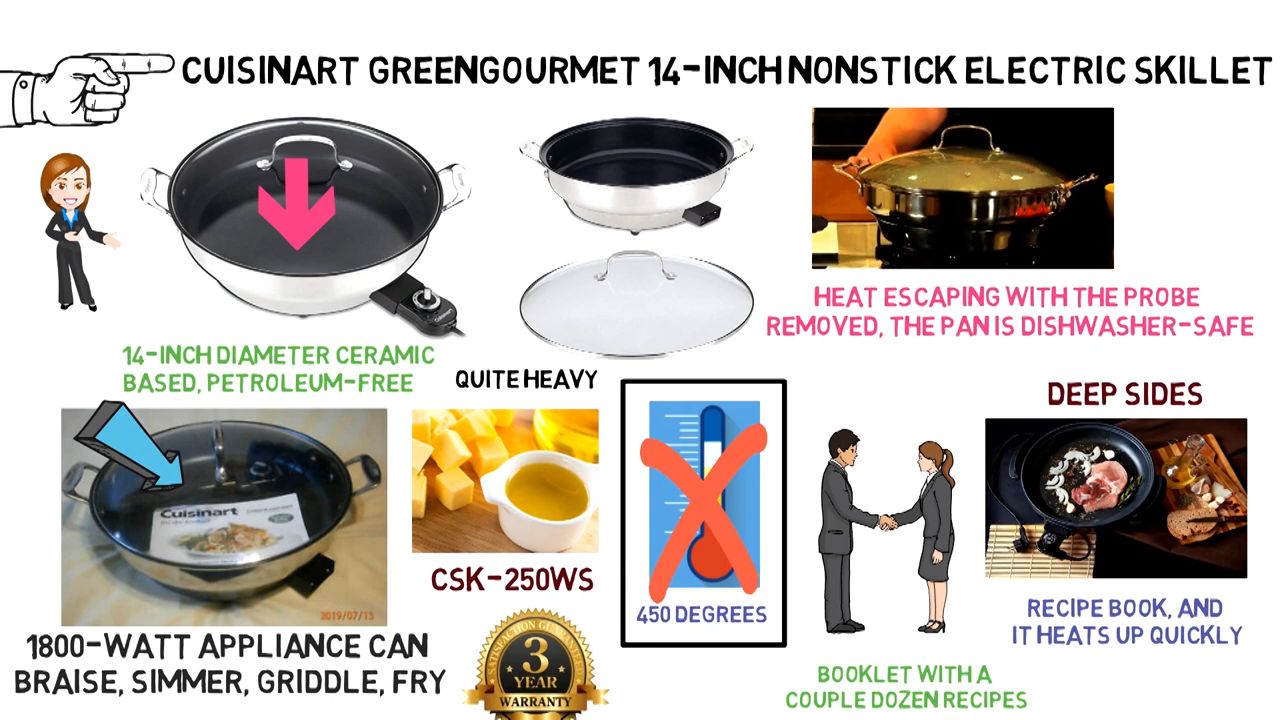 CUISINART GREENGOURMET 14-INCH NONSTICK ELECTRIC SKILLET
HEAT ESCAPING WITH THE PROBE
REMOVED, THE PAN IS DISHWASHER-SAFE
14-INCH DIAMETER CERAMIC
BASED, PETROLEUM-FREE
QUITE HEAVY
DEEP SIDES
Cuisinart
2019/07/13
CSK-250WS
450 DEGREES
RECIPE BOOK, AND
IT HEATS UP QUICKLY
1800-WATT APPLIANCE CAN
BRAISE, SIMMER, GRIDDLE, FRY
3
YEAR
WARRANTY
BOOKLET WITH A
COUPLE DOZEN RECIPES